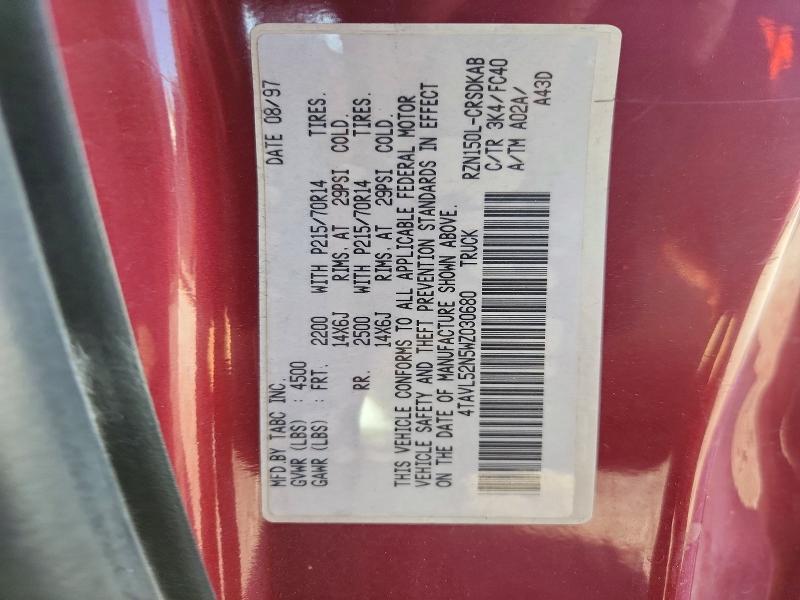 MFD.BY TABC INC. DATE 08/97
GVWR (LBS) : 4500
GAWR (LBS) : FRT. 2200 WITH P215/70R14 TIRES.
14X6J RIMS, AT 29PSI COLD.
RR. 2500 WITH P215/70R14 TIRES.
14X6J RIMS, AT 29PSI COLD.
THIS VEHICLE CONFORMS TO ALL APPLICABLE FEDERAL MOTOR
VEHICLE SAFETY AND THEFT PREVENTION STANDARDS IN EFFECT
ON THE DATE OF MANUFACTURE SHOWN ABOVE.
4TAVL52N5WZ030680 TRUCK
RZN150L-CRSDKAB
C/TR 3K4/FC40
A/TM A02A/
A43D